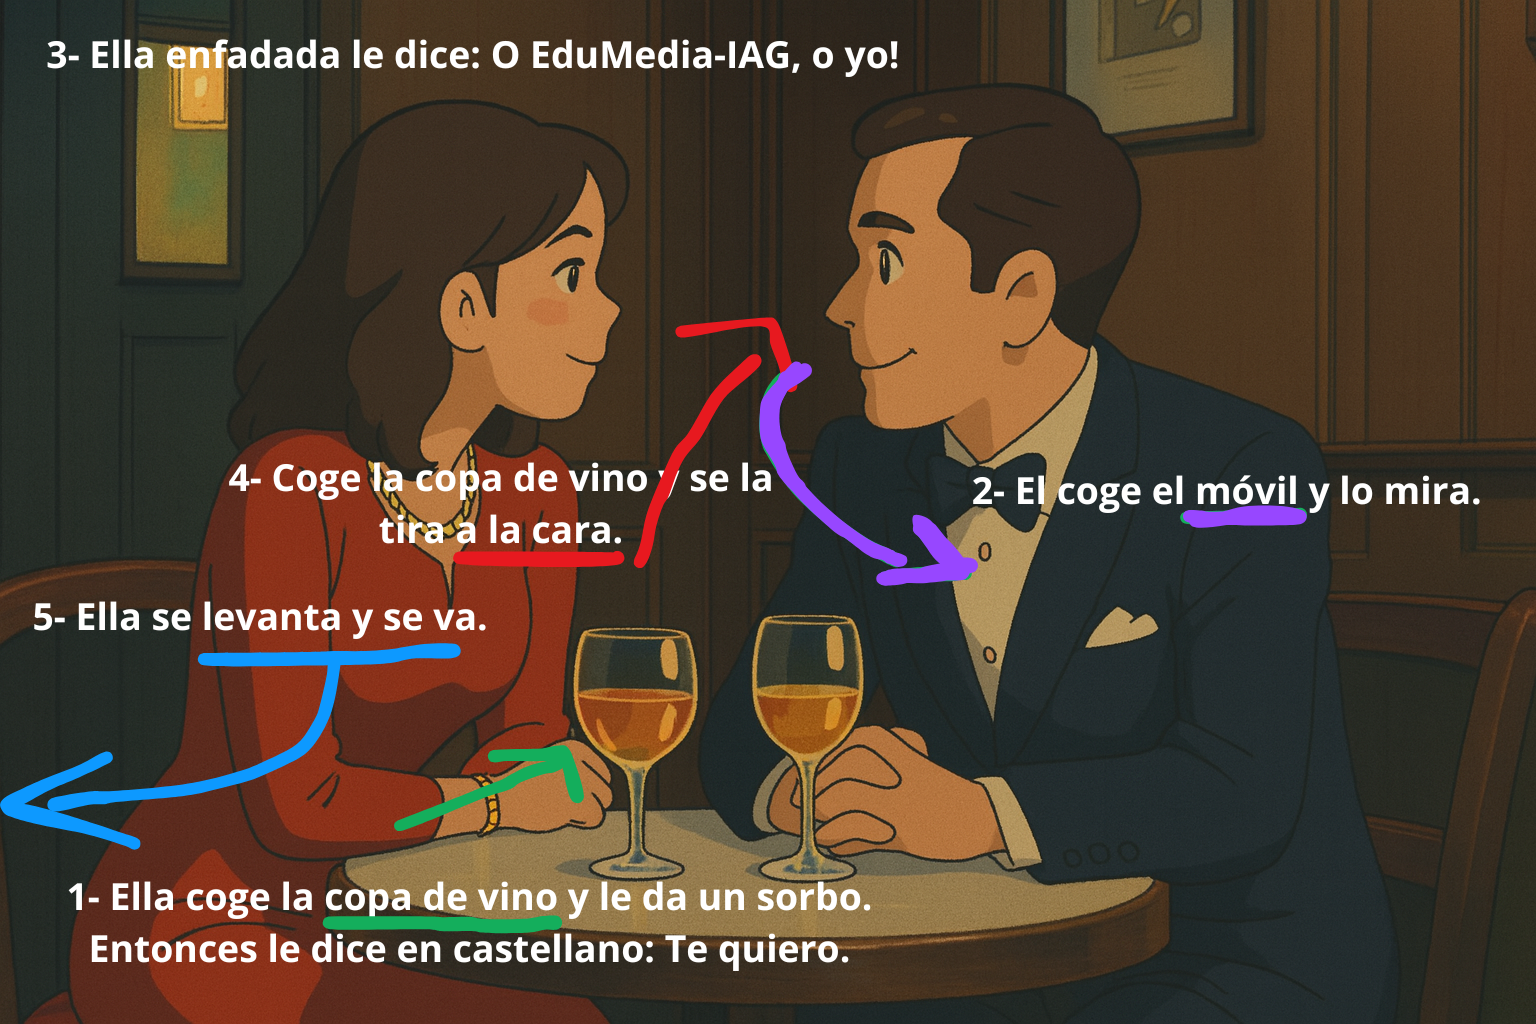 3- Ella enfadada le dice: O EduMedia-IAG, o yo!
4- Coge la copa de vino y se la
tira a la cara.
2- El coge el móvil y lo mira.
5- Ella se levanta y se va.
1- Ella coge la copa de vino y le da un sorbo.
Entonces le dice en castellano: Te quiero.